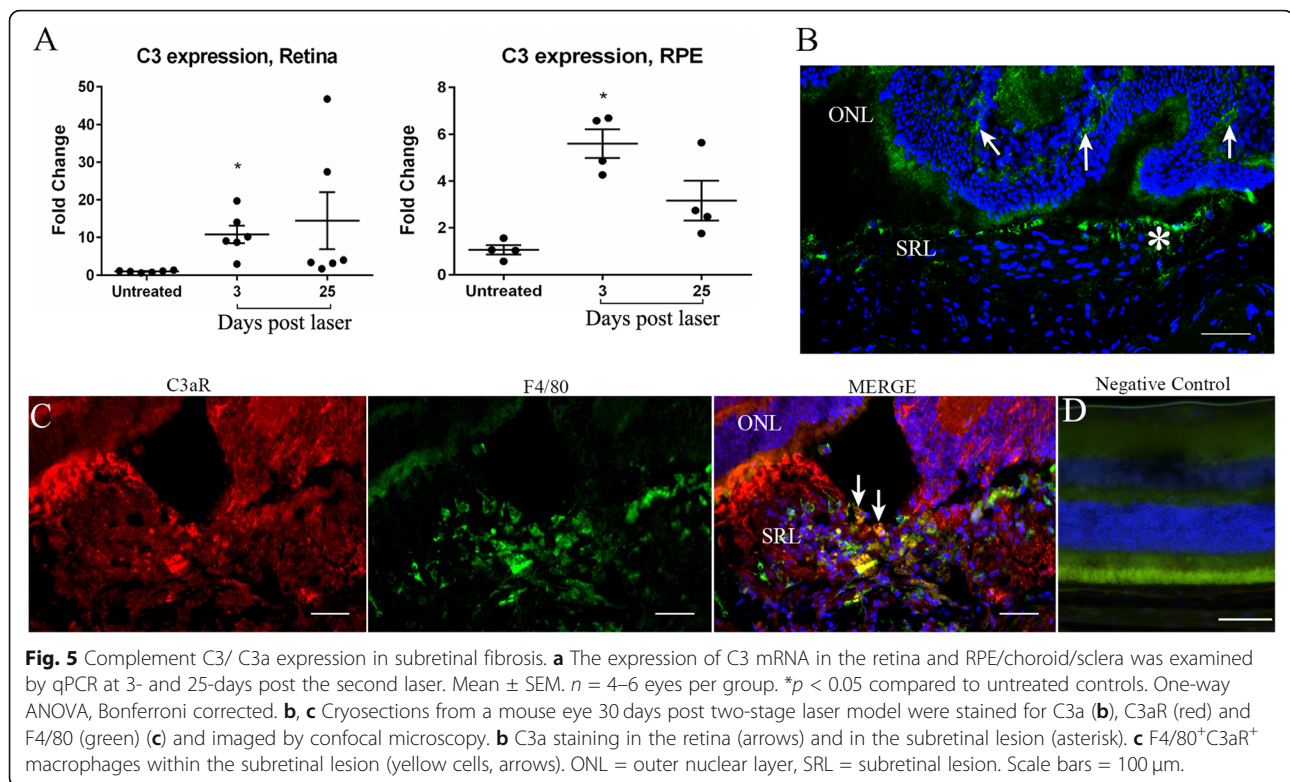 A
C3 expression, Retina
Fold Change
50
40
30
20
10
0
*
Untreated
3
25
Days post laser
C3 expression, RPE
Fold Change
8
6
4
2
0
*
Untreated
3
25
Days post laser
B
ONL
SRL
*
C3aR
F4/80
MERGE
Negative Control
C
ONL
SRL
D
Fig. 5 Complement C3/ C3a expression in subretinal fibrosis. a The expression of C3 mRNA in the retina and RPE/choroid/sclera was examined
by qPCR at 3- and 25-days post the second laser. Mean ± SEM. n = 4–6 eyes per group. *p < 0.05 compared to untreated controls. One-way
ANOVA, Bonferroni corrected. b, c Cryosections from a mouse eye 30 days post two-stage laser model were stained for C3a (b), C3aR (red) and
F4/80 (green) (c) and imaged by confocal microscopy. b C3a staining in the retina (arrows) and in the subretinal lesion (asterisk). c F4/80⁺C3aR⁺
macrophages within the subretinal lesion (yellow cells, arrows). ONL = outer nuclear layer, SRL = subretinal lesion. Scale bars = 100 μm.